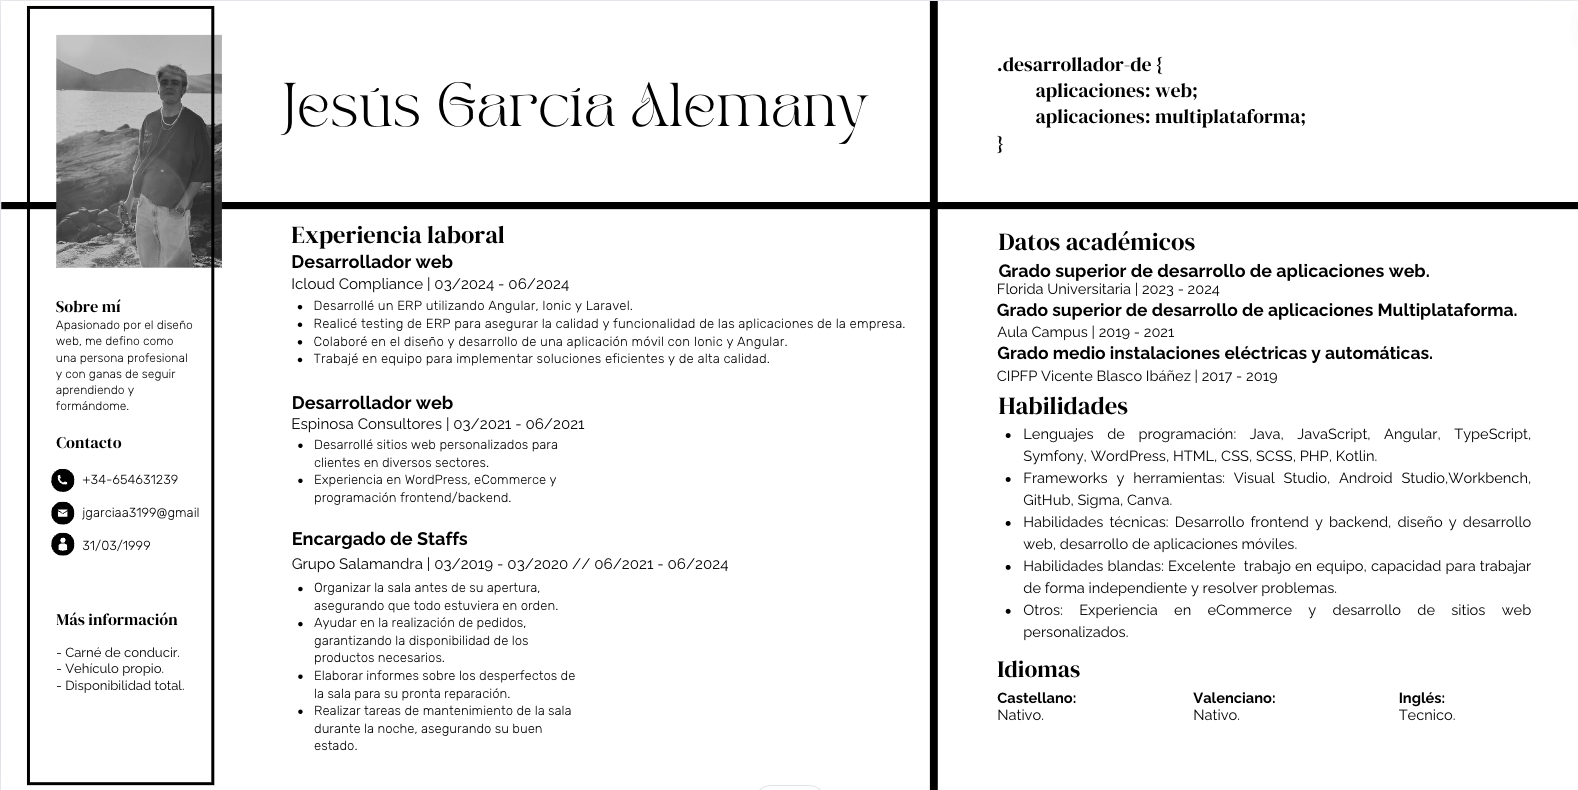 Jesús García Alemany
.desarrollador-de {
aplicaciones: web;
aplicaciones: multiplataforma;
}
Sobre mí
Apasionado por el diseño
web, me defino como
una persona profesional
y con ganas de seguir
aprendiendo y
formándome.
Contacto
+34-654631239
jgarciaa3199@gmail
31/03/1999
Más información
- Carné de conducir.
- Vehículo propio.
- Disponibilidad total.
Experiencia laboral
Desarrollador web
Icloud Compliance | 03/2024 - 06/2024
• Desarrollé un ERP utilizando Angular, Ionic y Laravel.
• Realicé testing de ERP para asegurar la calidad y funcionalidad de las aplicaciones de la empresa.
• Colaboré en el diseño y desarrollo de una aplicación móvil con Ionic y Angular.
• Trabajé en equipo para implementar soluciones eficientes y de alta calidad.
Desarrollador web
Espinosa Consultores | 03/2021 - 06/2021
• Desarrollé sitios web personalizados para
clientes en diversos sectores.
• Experiencia en WordPress, eCommerce y
programación frontend/backend.
Encargado de Staffs
Grupo Salamandra | 03/2019 - 03/2020 // 06/2021 - 06/2024
• Organizar la sala antes de su apertura,
asegurando que todo estuviera en orden.
• Ayudar en la realización de pedidos,
garantizando la disponibilidad de los
productos necesarios.
• Elaborar informes sobre los desperfectos de
la sala para su pronta reparación.
• Realizar tareas de mantenimiento de la sala
durante la noche, asegurando su buen
estado.
Datos académicos
Grado superior de desarrollo de aplicaciones web.
Florida Universitaria | 2023 - 2024
Grado superior de desarrollo de aplicaciones Multiplataforma.
Aula Campus | 2019 - 2021
Grado medio instalaciones eléctricas y automáticas.
CIPFP Vicente Blasco Ibáñez | 2017 - 2019
Habilidades
• Lenguajes de programación: Java, JavaScript, Angular, TypeScript,
Symfony, WordPress, HTML, CSS, SCSS, PHP, Kotlin.
• Frameworks y herramientas: Visual Studio, Android Studio,Workbench,
GitHub, Sigma, Canva.
• Habilidades técnicas: Desarrollo frontend y backend, diseño y desarrollo
web, desarrollo de aplicaciones móviles.
• Habilidades blandas: Excelente trabajo en equipo, capacidad para trabajar
de forma independiente y resolver problemas.
• Otros: Experiencia en eCommerce y desarrollo de sitios web
personalizados.
Idiomas
Castellano: Valenciano: Inglés:
Nativo. Nativo. Tecnico.